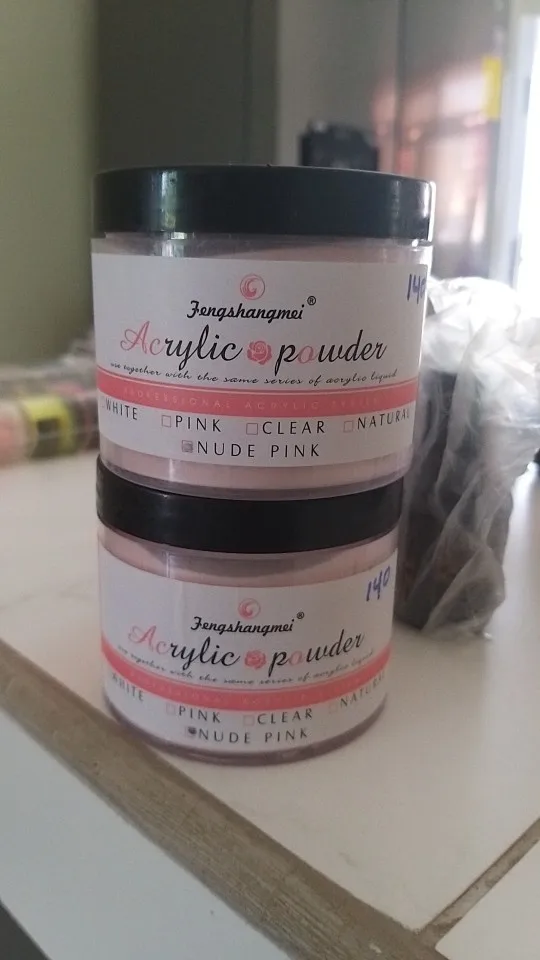 140
Fengshangmei®
Acrylic powder
use together with the same series of acrylic liquid
PROFESSIONAL ACRYLIC SYSTEM
WHITE PINK CLEAR NATURAL
NUDE PINK
140
Fengshangmei®
Acrylic powder
use together with the same series of acrylic liquid
WHITE PINK CLEAR NATURAL
NUDE PINK